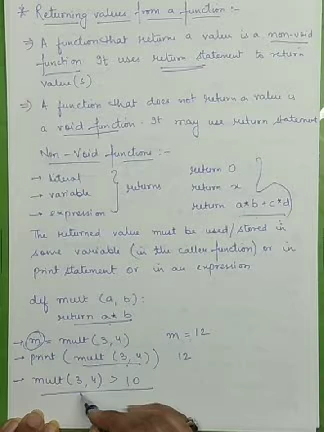 * Returning values from a function :-
⇒ A function that returns a value is a non-void
function. It uses return statement to return
value(s).
⇒ A function that does not return a value is
a void function. It may use return statement
Non-Void functions :-
→ literal
→ variable
→ expression
returns
return 0
return x
return a*b+c*d
The returned value must be used/stored in
some variable (in the caller function) or in
print statement or in an expression
def mult (a, b):
return a*b
→ m = mult(3,4) m = 12
→ print (mult (3,4)) 12
→ mult(3,4) > 10